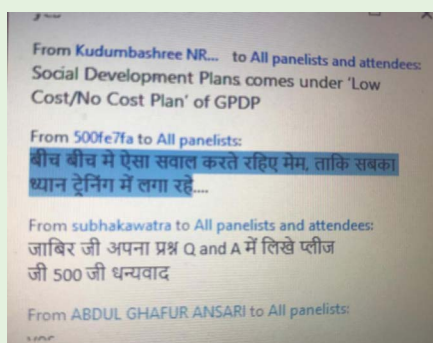 From Kudumbashree NR... to All panelists and attendees:
Social Development Plans comes under 'Low
Cost/No Cost Plan' of GPDP
From 500fe7fa to All panelists:
बीच बीच मे ऐसा सवाल करते रहिए मेम, ताकि सबका
ध्यान ट्रेनिंग में लगा रहे....
From subhakawatra to All panelists and attendees:
जाबिर जी अपना प्रश्न Q and A में लिखे प्लीज
जी 500 जी धन्यवाद
From ABDUL GHAFUR ANSARI to All panelists: